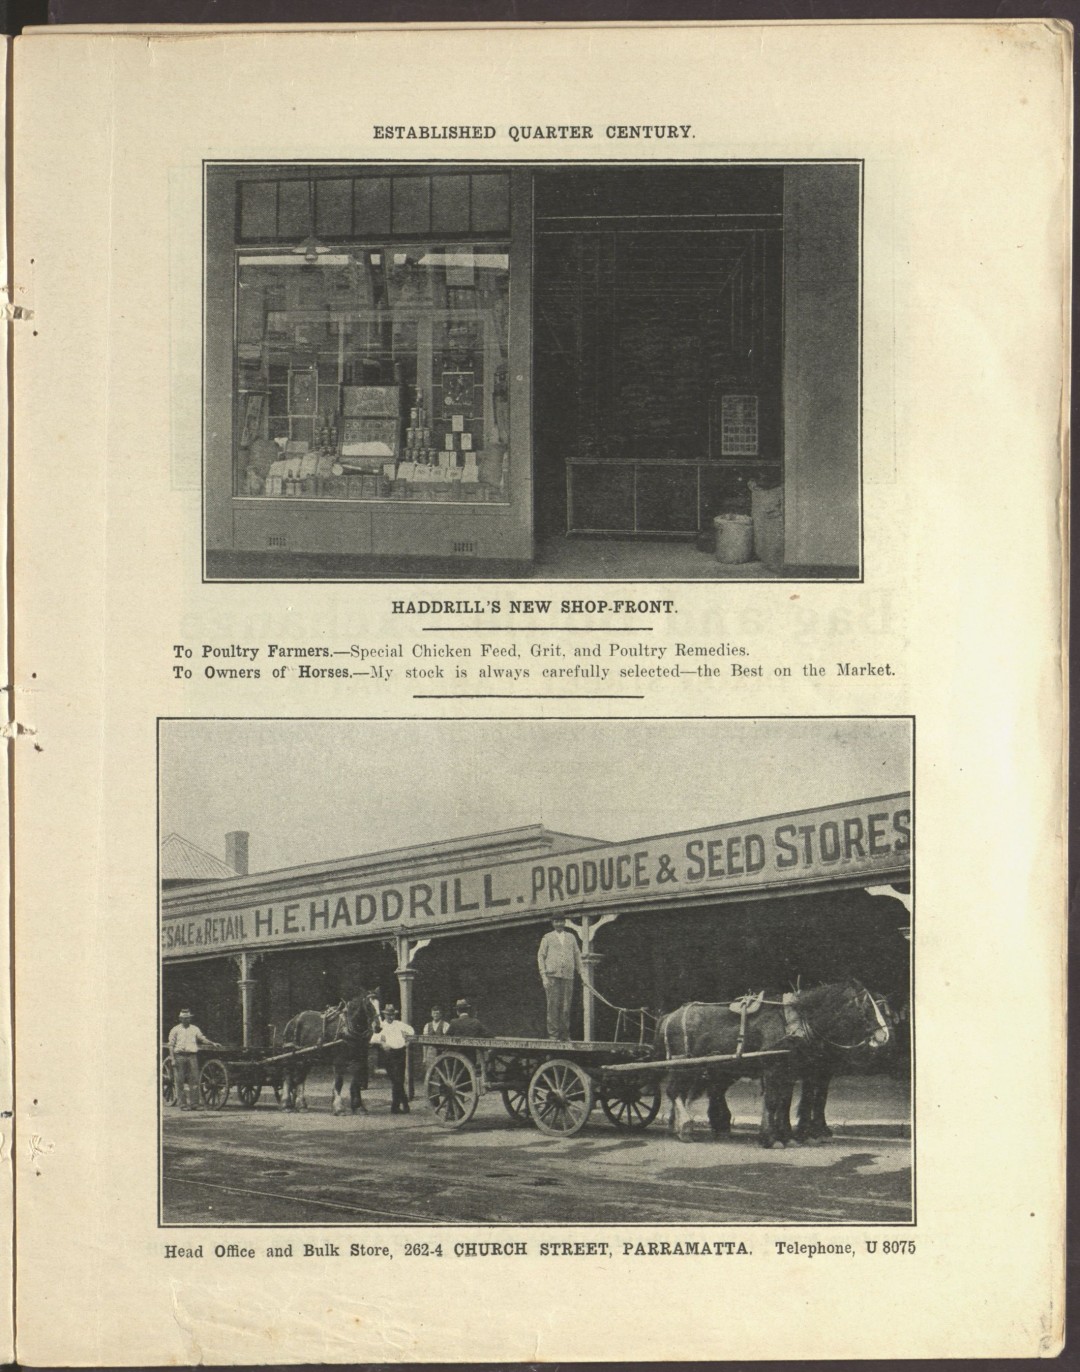 ESTABLISHED QUARTER CENTURY.
HADDRILL'S NEW SHOP-FRONT.
To Poultry Farmers.—Special Chicken Feed, Grit, and Poultry Remedies.
To Owners of Horses.—My stock is always carefully selected—the Best on the Market.
ESALE & RETAIL H.E. HADDRILL. PRODUCE & SEED STORES
Head Office and Bulk Store, 262-4 CHURCH STREET, PARRAMATTA. Telephone, U 8075